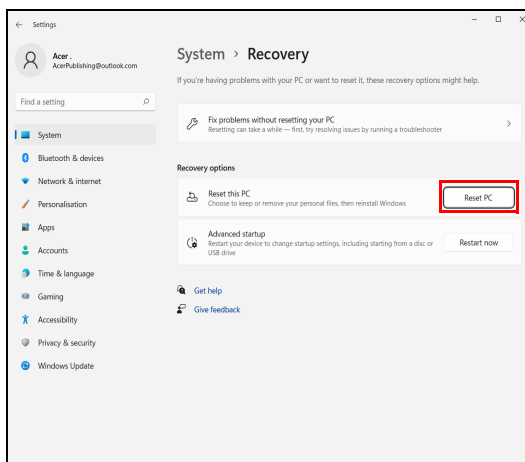 Settings
Acer .
AcerPublishing@outlook.com
Find a setting
System
Bluetooth & devices
Network & internet
Personalisation
Apps
Accounts
Time & language
Gaming
Accessibility
Privacy & security
Windows Update
System > Recovery
If you're having problems with your PC or want to reset it, these recovery options might help.
Fix problems without resetting your PC
Resetting can take a while — first, try resolving issues by running a troubleshooter
Recovery options
Reset this PC
Choose to keep or remove your personal files, then reinstall Windows
Reset PC
Advanced startup
Restart your device to change startup settings, including starting from a disc or
USB drive
Restart now
Get help
Give feedback